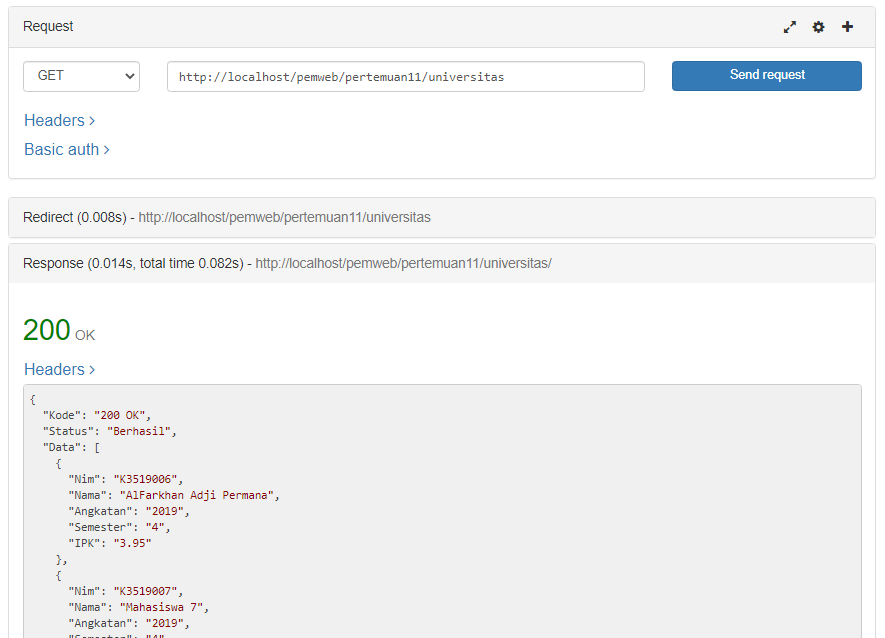 Request
GET http://localhost/pemweb/pertemuan11/universitas Send request
Headers >
Basic auth >
Redirect (0.008s) - http://localhost/pemweb/pertemuan11/universitas
Response (0.014s, total time 0.082s) - http://localhost/pemweb/pertemuan11/universitas/
200 OK
Headers >
{
"Kode": "200 OK",
"Status": "Berhasil",
"Data": [
{
"Nim": "K3519006",
"Nama": "AlFarkhan Adji Permana",
"Angkatan": "2019",
"Semester": "4",
"IPK": "3.95"
},
{
"Nim": "K3519007",
"Nama": "Mahasiswa 7",
"Angkatan": "2019",
"Semester": "4"